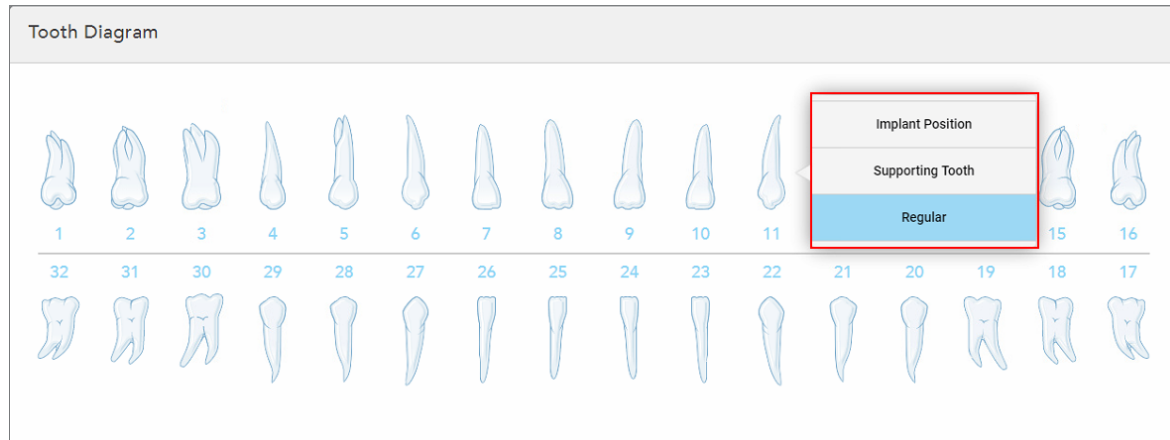 Tooth Diagram
Implant Position
Supporting Tooth
Regular
1 2 3 4 5 6 7 8 9 10 11 15 16
32 31 30 29 28 27 26 25 24 23 22 21 20 19 18 17